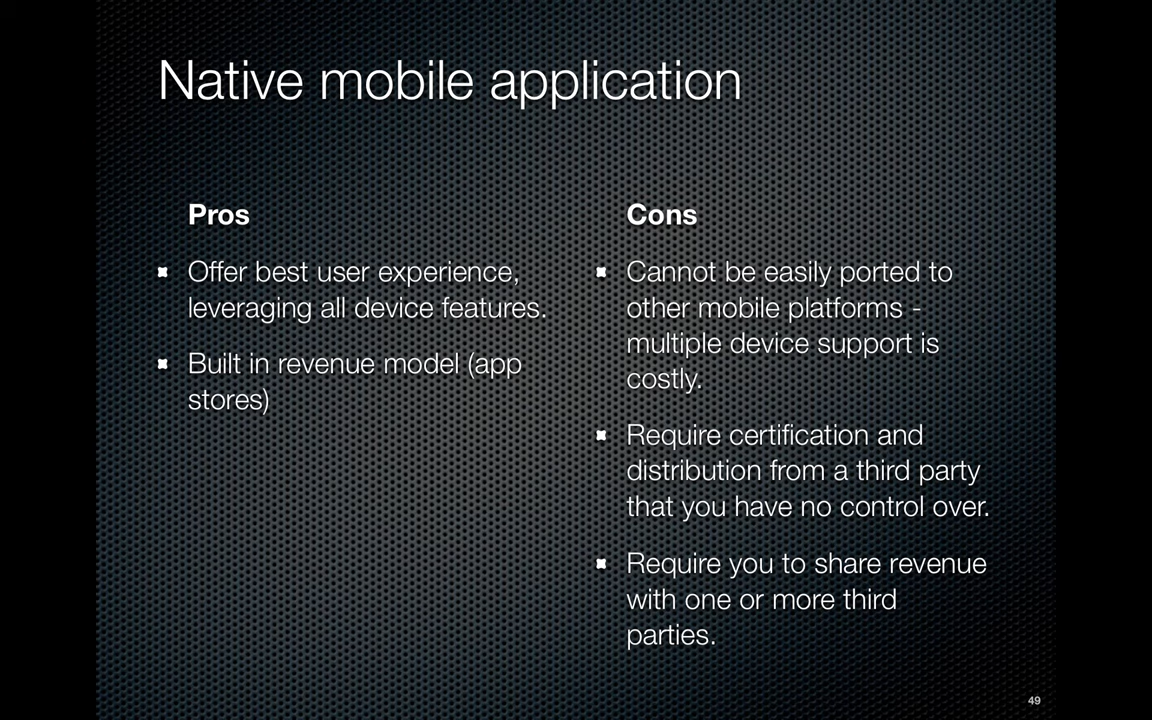 Native mobile application
Pros
Offer best user experience,
leveraging all device features.
Built in revenue model (app
stores)
Cons
Cannot be easily ported to
other mobile platforms -
multiple device support is
costly.
Require certification and
distribution from a third party
that you have no control over.
Require you to share revenue
with one or more third
parties.
49